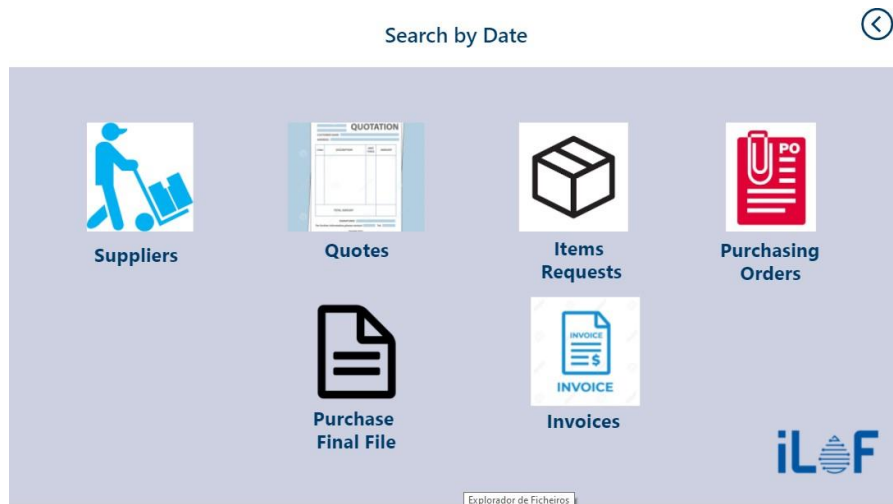 Search by Date
QUOTATION
PO
Suppliers
Quotes
Items
Requests
Purchasing
Orders
INVOICE
$
INVOICE
Purchase
Final File
Invoices
iLoF
Explorador de Ficheiros